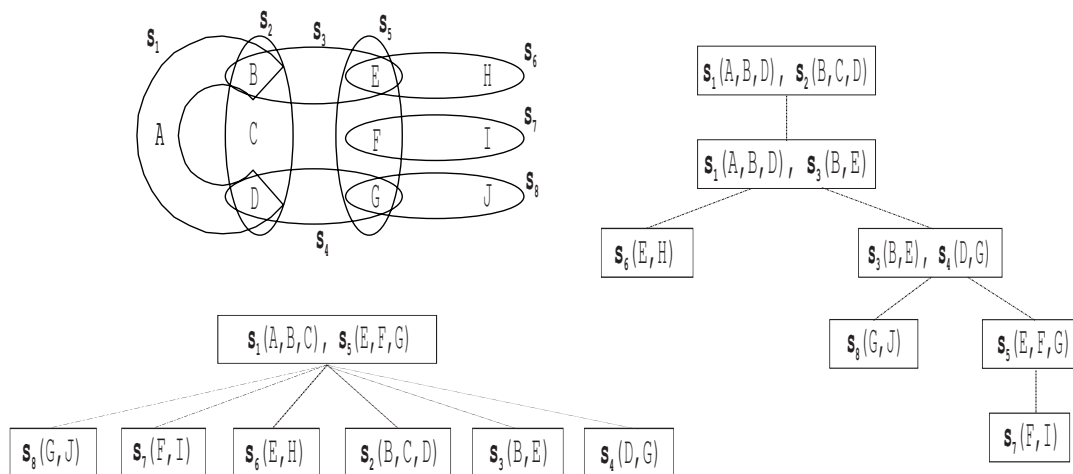 s2
s5
s1
s3
s6
B
E
H
s1(A,B,D), s2(B,C,D)
s7
A
C
F
I
s1(A,B,D), s3(B,E)
s8
D
G
J
s4
s6(E,H)
s3(B,E), s4(D,G)
s1(A,B,C), s5(E,F,G)
s8(G,J)
s5(E,F,G)
s8(G,J)
s7(F,I)
s6(E,H)
s2(B,C,D)
s3(B,E)
s4(D,G)
s7(F,I)